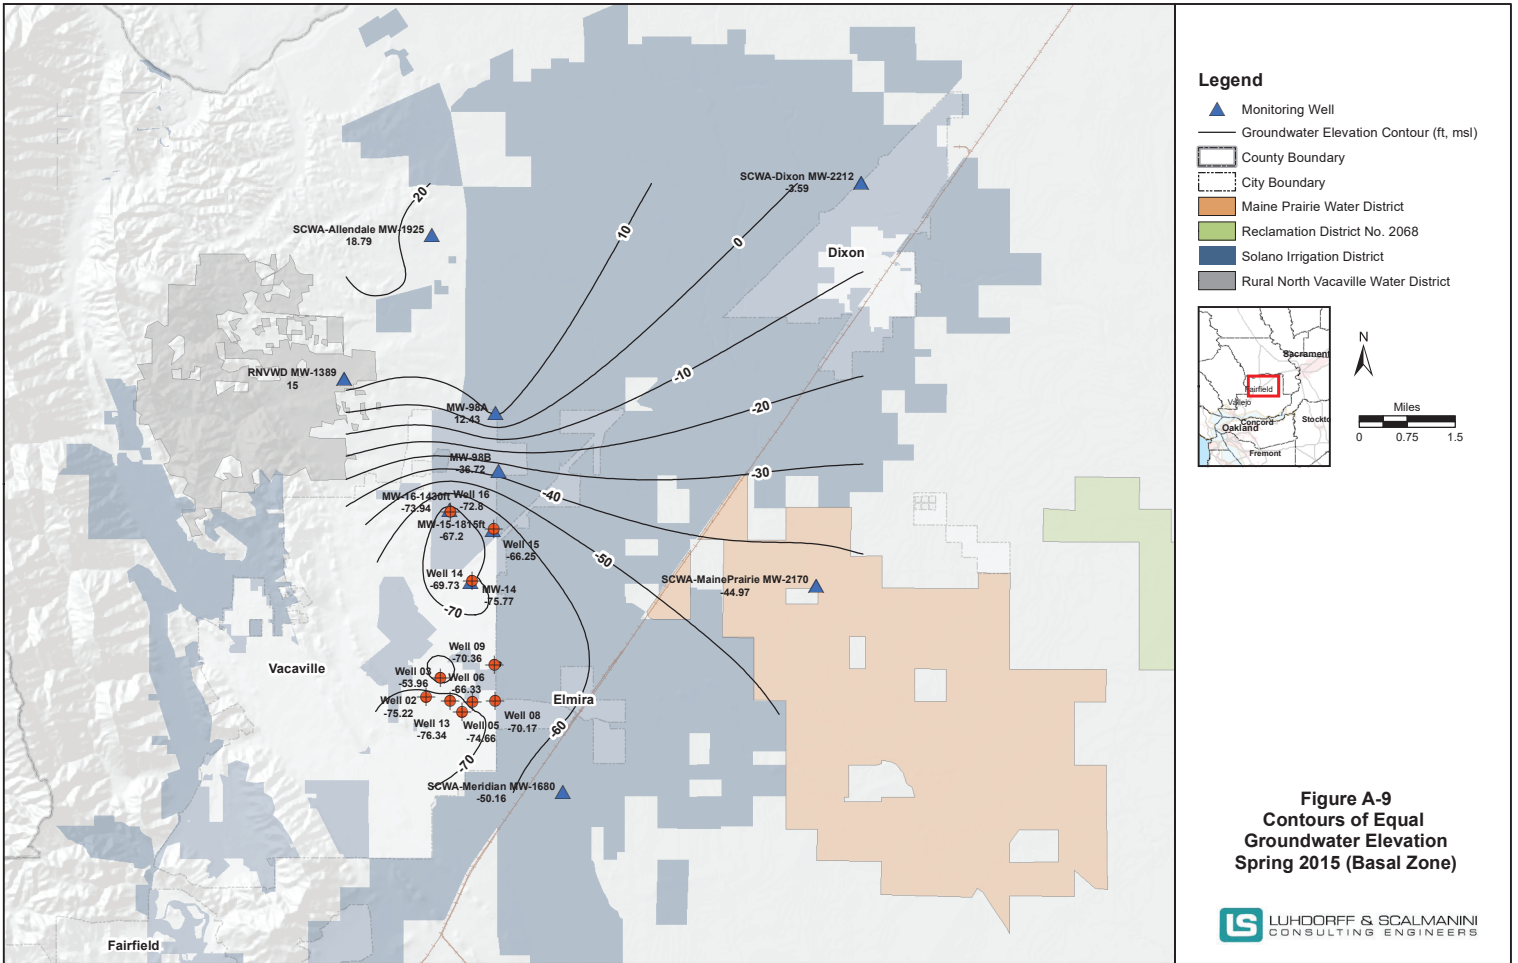 20
SCWA-Dixon MW-2212
-3.59
SCWA-Allendale MW-1925
18.79
10
0
Dixon
RNVWD MW-1389
15
-10
MW-98A
12.43
-20
MW-98B
-36.72
-30
-40
MW-16-1430ft
-73.94
Well 16
-72.8
MW-15-1815ft
-67.2
Well 15
-66.25
-50
Well 14
-69.73
MW-14
-75.77
SCWA-MainePrairie MW-2170
-44.97
-70
Vacaville
Well 09
-70.36
Well 03
-53.96
Well 06
-66.33
Well 02
-75.22
Elmira
Well 13
-76.34
Well 05
-74.66
Well 08
-70.17
-60
-70
SCWA-Meridian MW-1680
-50.16
Fairfield
Legend
Monitoring Well
Groundwater Elevation Contour (ft, msl)
County Boundary
City Boundary
Maine Prairie Water District
Reclamation District No. 2068
Solano Irrigation District
Rural North Vacaville Water District
Sacrament
Fairfield
Vallejo
Concord
Oakland
Stockto
Fremont
N
Miles
0 0.75 1.5
Figure A-9
Contours of Equal
Groundwater Elevation
Spring 2015 (Basal Zone)
LS
LUHDORFF & SCALMANINI
CONSULTING ENGINEERS